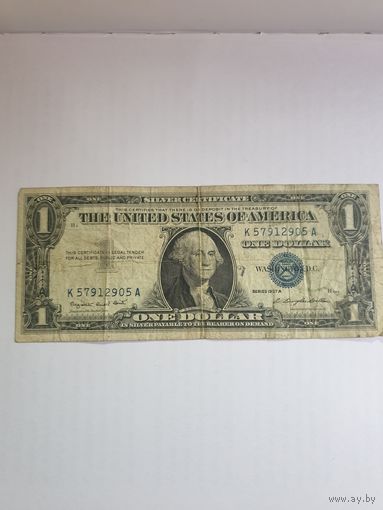 1 SILVER CERTIFICATE 1
THIS CERTIFIES THAT THERE IS ON DEPOSIT IN THE TREASURY OF
THE UNITED STATES OF AMERICA
K 57912905 A
ONE DOLLAR
THIS CERTIFICATE IS LEGAL TENDER
FOR ALL DEBTS, PUBLIC AND PRIVATE
WASHINGTON, D.C.
K 57912905 A
SERIES 1957 A
1 ONE DOLLAR 1
IN SILVER PAYABLE TO THE BEARER ON DEMAND
ONE
ONE
www.ay.by